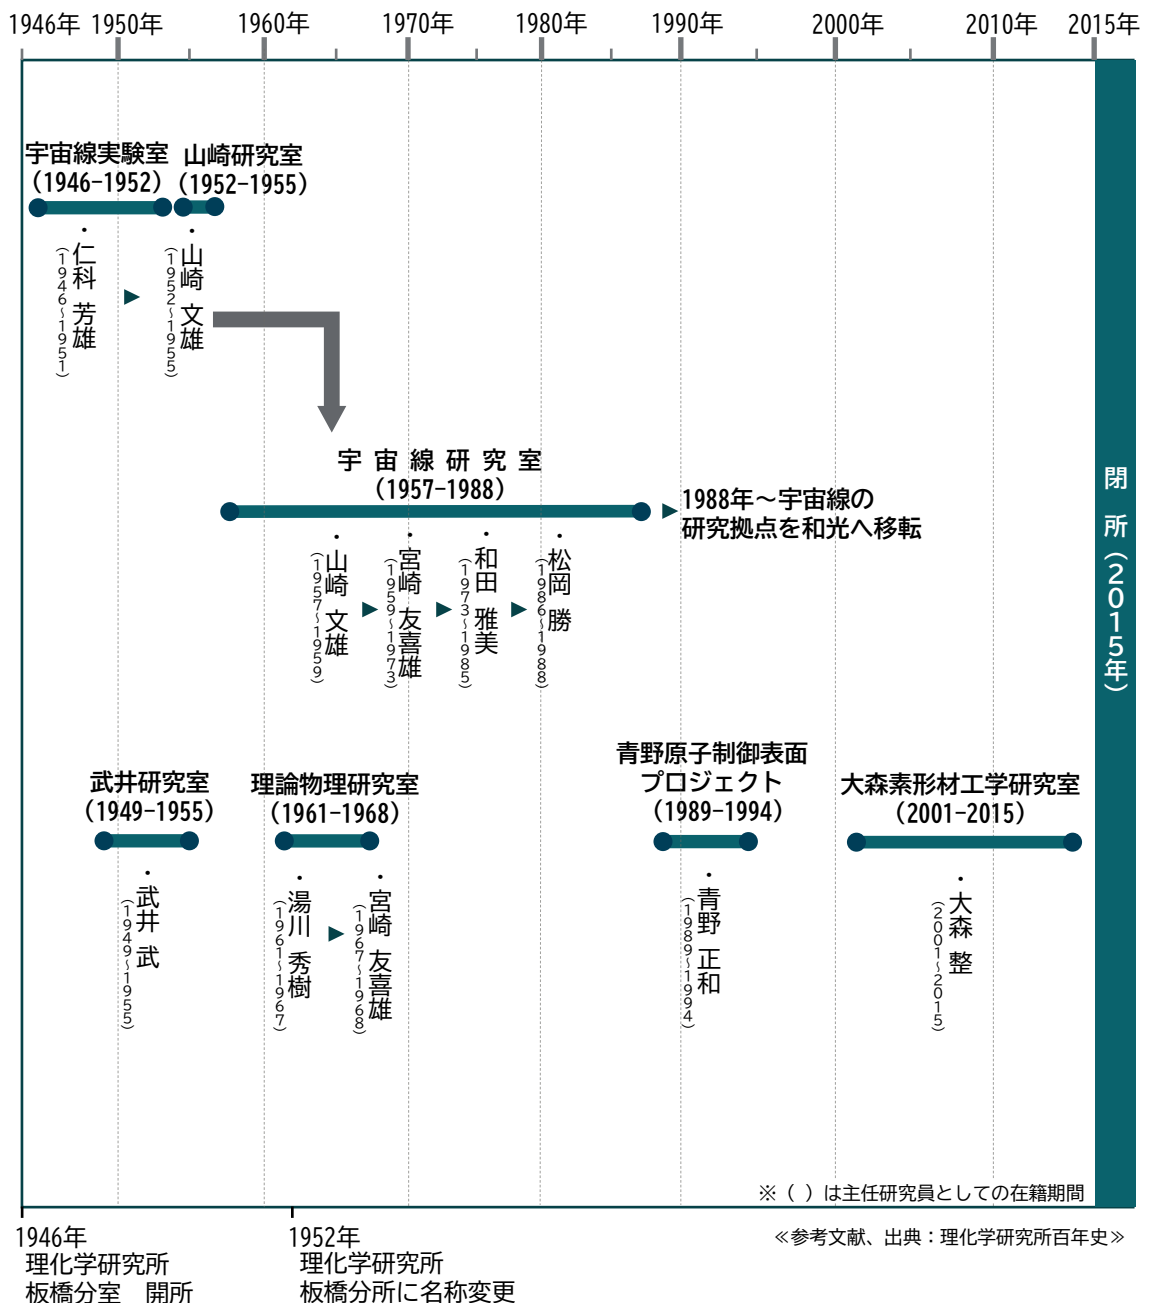 1946年 1950年 1960年 1970年 1980年 1990年 2000年 2010年 2015年
宇宙線実験室
(1946-1952)
・仁科 芳雄
(1946~1951)
山崎研究室
(1952-1955)
・山崎 文雄
(1952~1955)
宇宙線研究室
(1957-1988)
・山崎 文雄
(1957~1959)
・宮崎 友喜雄
(1959~1973)
・和田 雅美
(1973~1985)
・松岡 勝
(1986~1988)
1988年~宇宙線の
研究拠点を和光へ移転
武井研究室
(1949-1955)
・武井 武
(1949~1955)
理論物理研究室
(1961-1968)
・湯川 秀樹
(1961~1967)
・宮崎 友喜雄
(1967~1968)
青野原子制御表面
プロジェクト
(1989-1994)
・青野 正和
(1989~1994)
大森素形材工学研究室
(2001-2015)
・大森 整
(2001~2015)
閉所(2015年)
※( )は主任研究員としての在籍期間
1946年
理化学研究所
板橋分室 開所
1952年
理化学研究所
板橋分所に名称変更
≪参考文献、出典:理化学研究所百年史≫